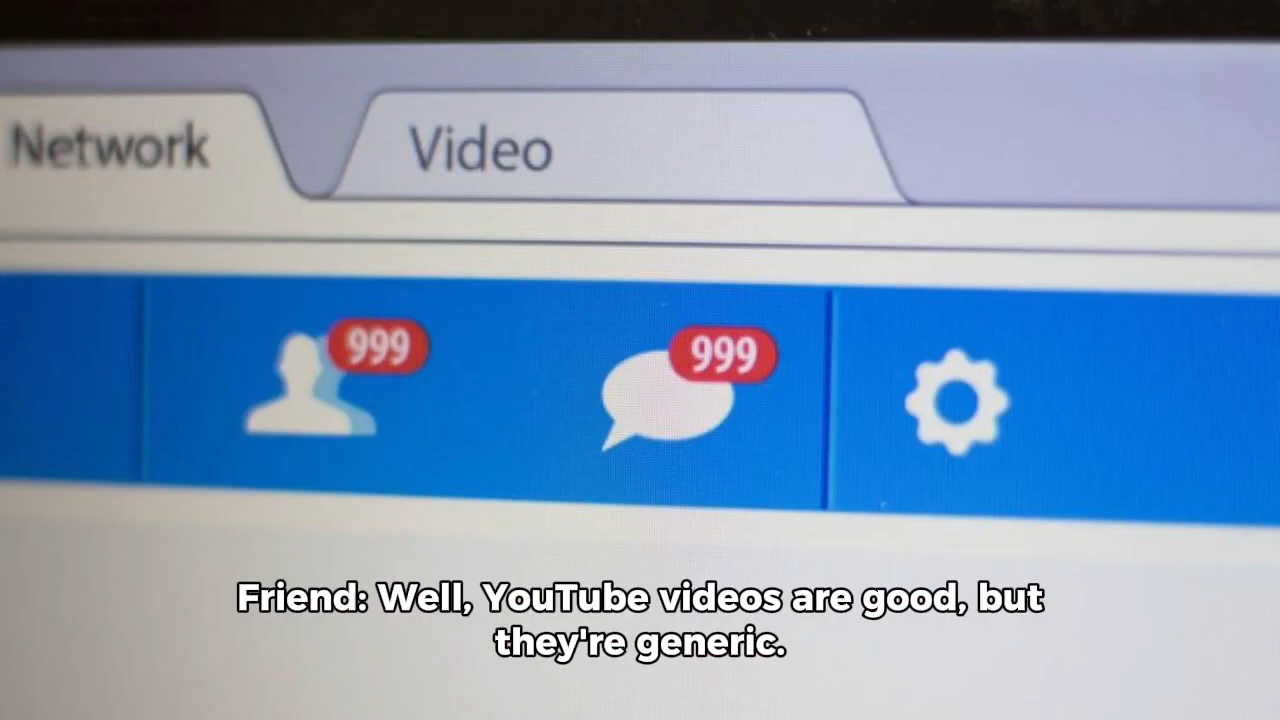 Network
Video
999
999
Friend: Well, YouTube videos are good, but
they're generic.